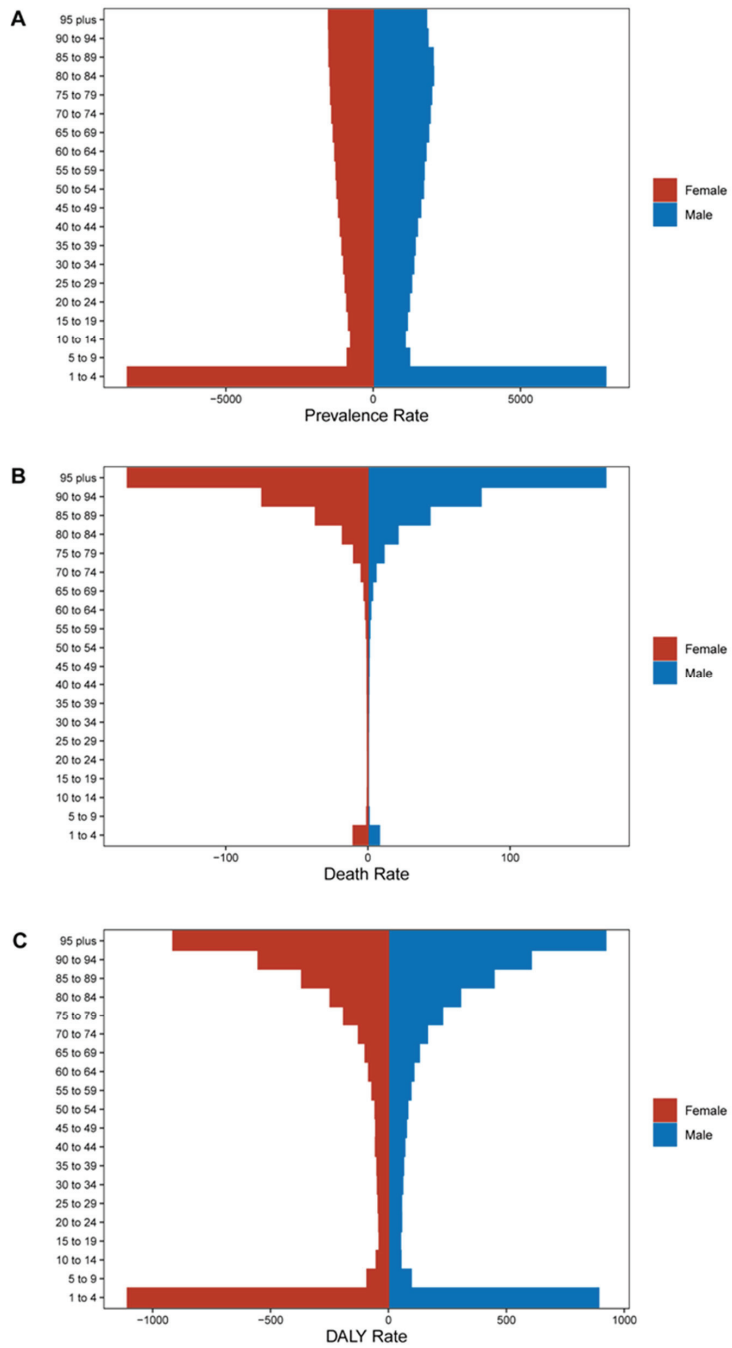 A
95 plus
90 to 94
85 to 89
80 to 84
75 to 79
70 to 74
65 to 69
60 to 64
55 to 59
50 to 54
45 to 49
40 to 44
35 to 39
30 to 34
25 to 29
20 to 24
15 to 19
10 to 14
5 to 9
1 to 4
−5000 0 5000
Prevalence Rate
Female
Male
B
95 plus
90 to 94
85 to 89
80 to 84
75 to 79
70 to 74
65 to 69
60 to 64
55 to 59
50 to 54
45 to 49
40 to 44
35 to 39
30 to 34
25 to 29
20 to 24
15 to 19
10 to 14
5 to 9
1 to 4
−100 0 100
Death Rate
Female
Male
C
95 plus
90 to 94
85 to 89
80 to 84
75 to 79
70 to 74
65 to 69
60 to 64
55 to 59
50 to 54
45 to 49
40 to 44
35 to 39
30 to 34
25 to 29
20 to 24
15 to 19
10 to 14
5 to 9
1 to 4
−1000 −500 0 500 1000
DALY Rate
Female
Male